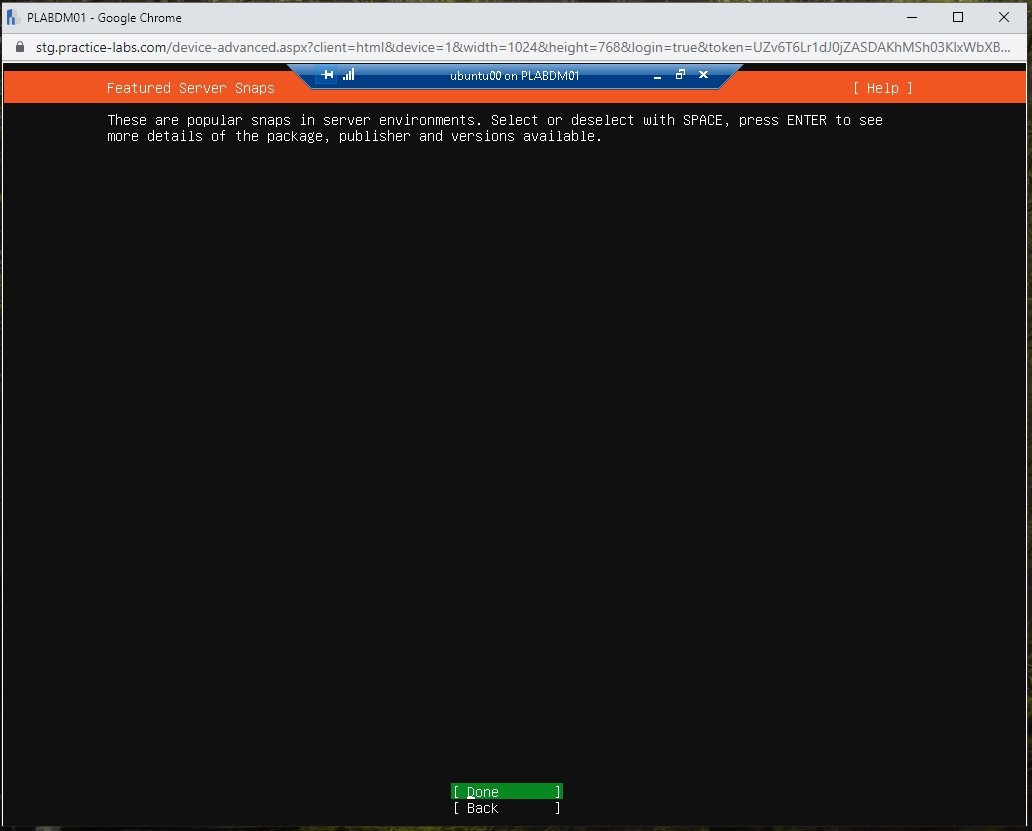 PLABDM01 - Google Chrome
stg.practice-labs.com/device-advanced.aspx?client=html&device=1&width=1024&height=768&login=true&token=UZv6T6Lr1dJ0jZASDAKhMSh03KlxWbXB...
ubuntu00 on PLABDM01
Featured Server Snaps [ Help ]
These are popular snaps in server environments. Select or deselect with SPACE, press ENTER to see
more details of the package, publisher and versions available.
[ Done ]
[ Back ]